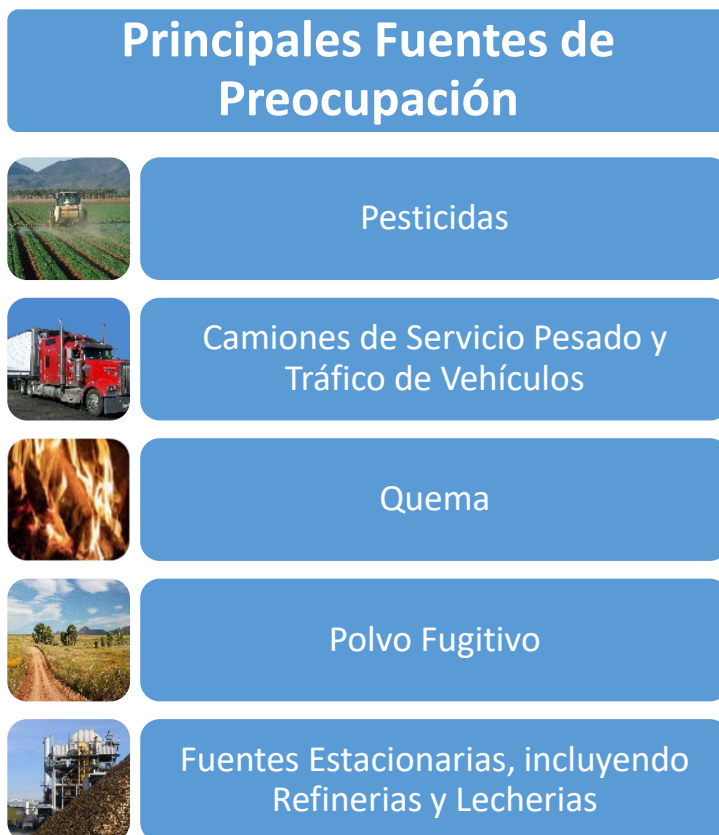 Principales Fuentes de
Preocupación
Pesticidas
Camiones de Servicio Pesado y
Tráfico de Vehículos
Quema
Polvo Fugitivo
Fuentes Estacionarias, incluyendo
Refinerias y Lecherias